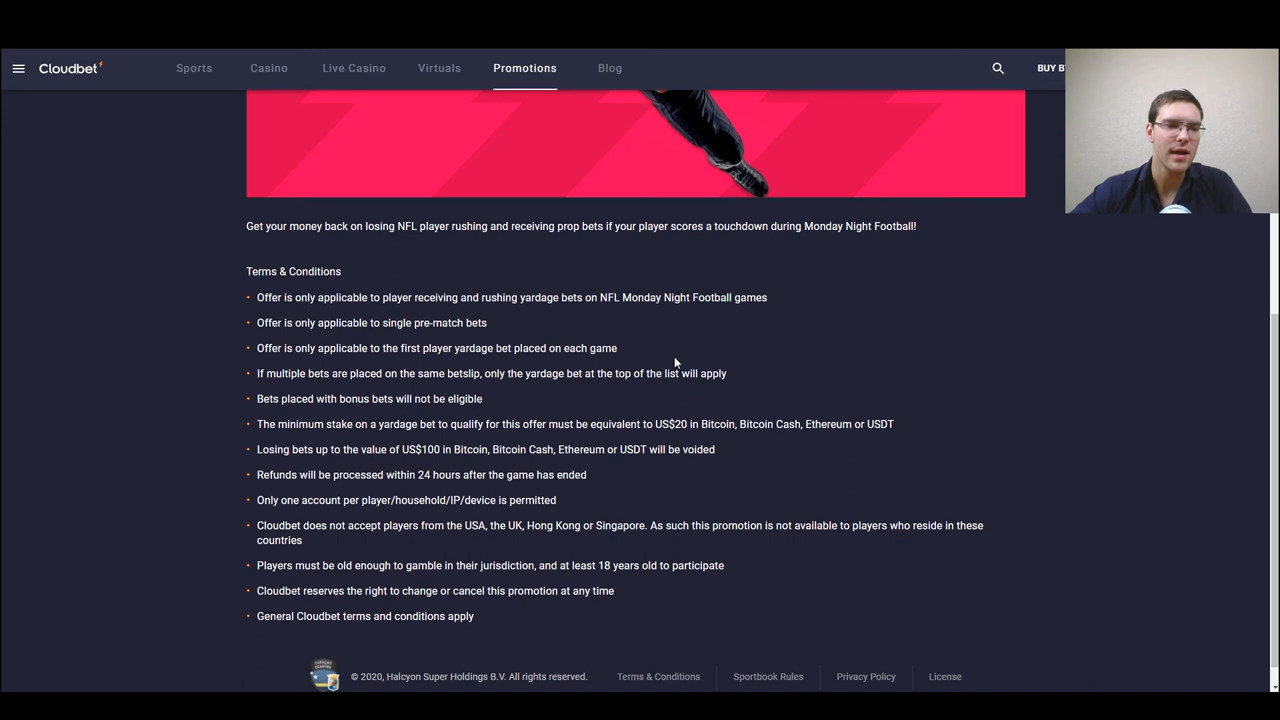 Cloudbet
Sports
Casino
Live Casino
Virtuals
Promotions
Blog
BUY B
Get your money back on losing NFL player rushing and receiving prop bets if your player scores a touchdown during Monday Night Football!
Terms & Conditions
Offer is only applicable to player receiving and rushing yardage bets on NFL Monday Night Football games
Offer is only applicable to single pre-match bets
Offer is only applicable to the first player yardage bet placed on each game
If multiple bets are placed on the same betslip, only the yardage bet at the top of the list will apply
Bets placed with bonus bets will not be eligible
The minimum stake on a yardage bet to qualify for this offer must be equivalent to US$20 in Bitcoin, Bitcoin Cash, Ethereum or USDT
Losing bets up to the value of US$100 in Bitcoin, Bitcoin Cash, Ethereum or USDT will be voided
Refunds will be processed within 24 hours after the game has ended
Only one account per player/household/IP/device is permitted
Cloudbet does not accept players from the USA, the UK, Hong Kong or Singapore. As such this promotion is not available to players who reside in these
countries
Players must be old enough to gamble in their jurisdiction, and at least 18 years old to participate
Cloudbet reserves the right to change or cancel this promotion at any time
General Cloudbet terms and conditions apply
© 2020, Halcyon Super Holdings B.V. All rights reserved.
Terms & Conditions
Sportbook Rules
Privacy Policy
License